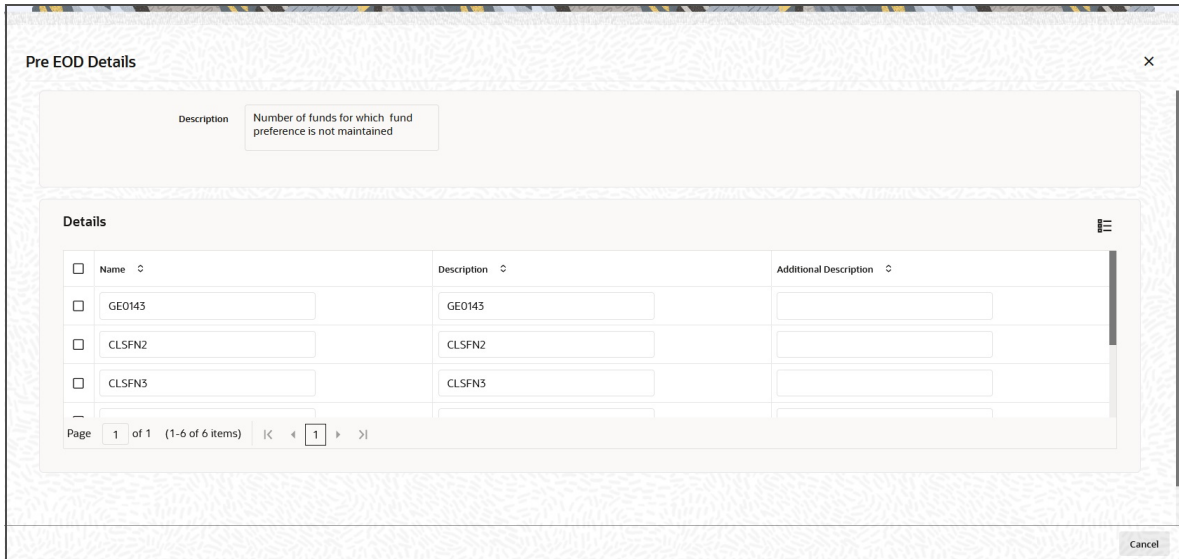 Pre EOD Details
Description
Number of funds for which fund
preference is not maintained
Details
Name Description Additional Description
GE0143 GE0143
CLSFN2 CLSFN2
CLSFN3 CLSFN3
Page 1 of 1 (1-6 of 6 items) 1
Cancel